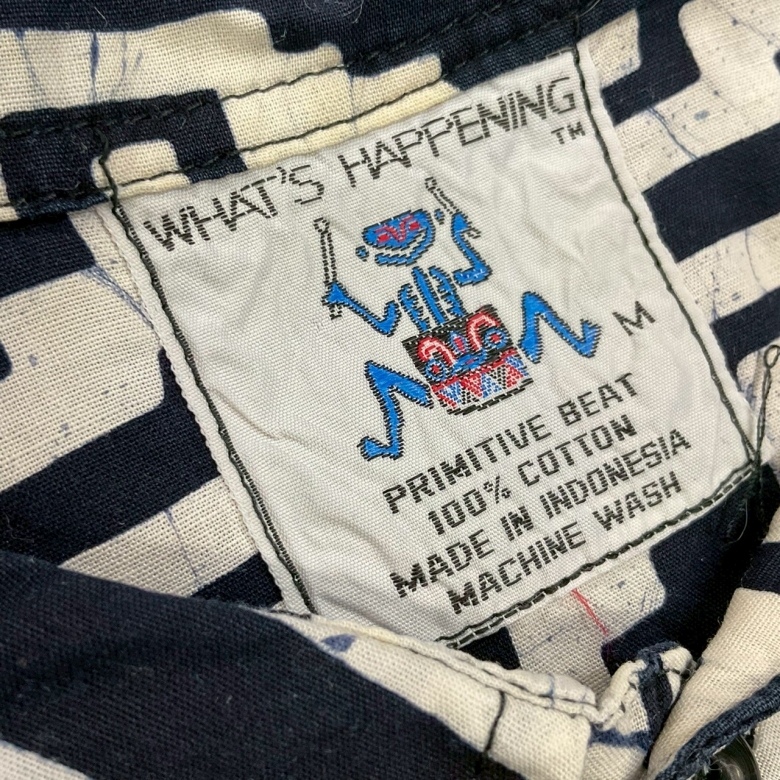 WHAT'S HAPPENING
TM
M
PRIMITIVE BEAT
100% COTTON
MADE IN INDONESIA
MACHINE WASH